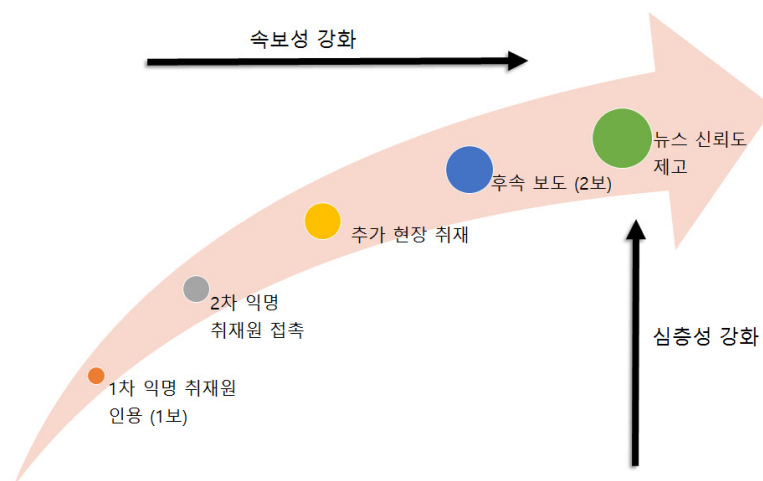 속보성 강화
뉴스 신뢰도
제고
후속 보도 (2보)
추가 현장 취재
2차 익명
취재원 접촉
심층성 강화
1차 익명 취재원
인용 (1보)